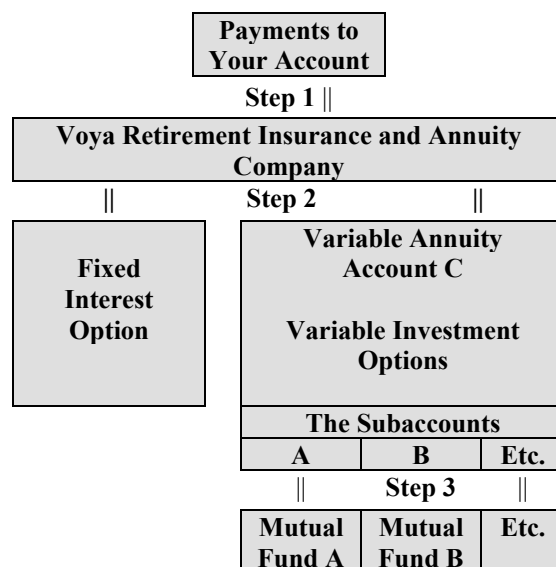 Payments to
Your Account
Step 1 ||
Voya Retirement Insurance and Annuity
Company
|| Step 2 ||
Fixed
Interest
Option
Variable Annuity
Account C
Variable Investment
Options
The Subaccounts
A B Etc.
|| Step 3 ||
Mutual
Fund A
Mutual
Fund B
Etc.